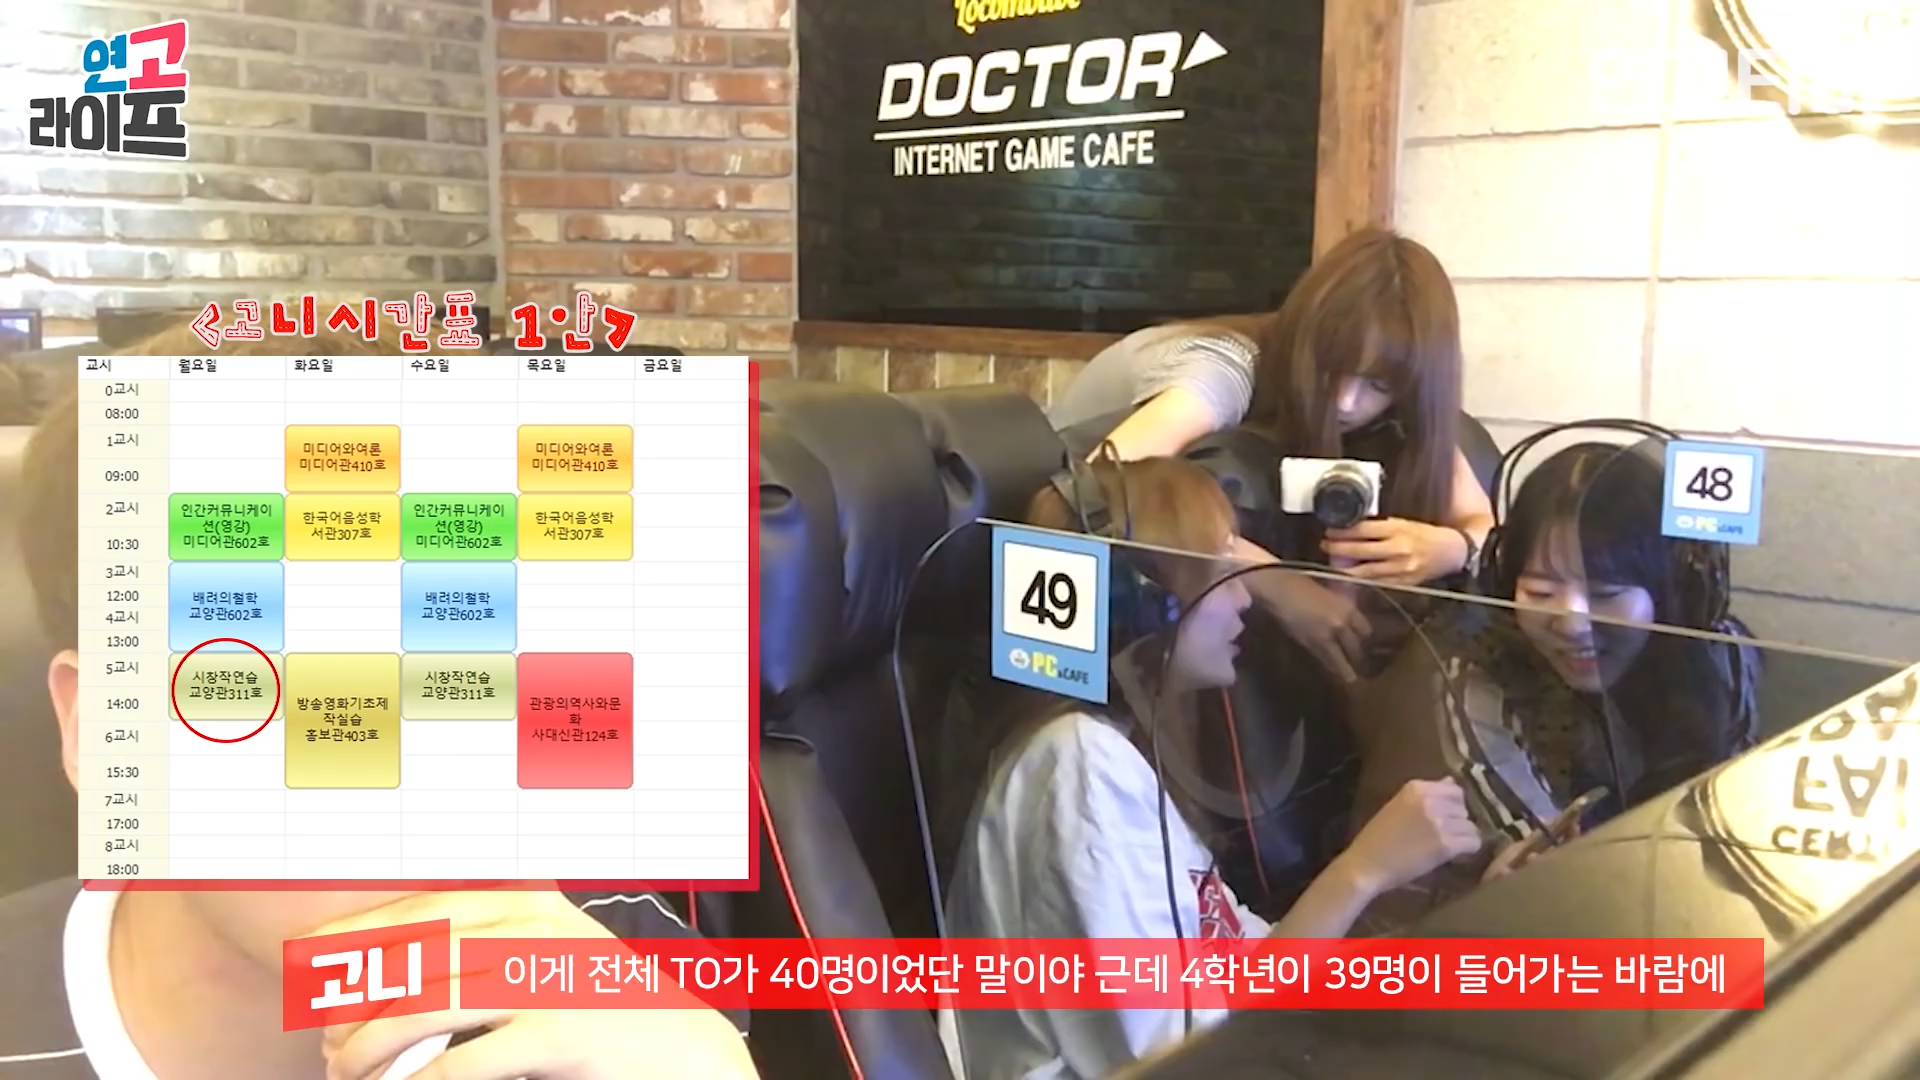 연고
라이프
Locomotive
DOCTOR
INTERNET GAME CAFE
<고니시간표 1안>
교시 월요일 화요일 수요일 목요일 금요일
0교시
08:00
1교시
미디어와여론
미디어관410호
미디어와여론
미디어관410호
09:00
2교시
인간커뮤니케이
션(영강)
미디어관602호
한국어음성학
서관307호
인간커뮤니케이
션(영강)
미디어관602호
한국어음성학
서관307호
10:30
3교시
12:00
배려의철학
교양관602호
배려의철학
교양관602호
4교시
13:00
5교시
시창작연습
교양관311호
방송영화기초제
작실습
홍보관403호
시창작연습
교양관311호
관광의역사와문
화
사대신관124호
14:00
6교시
15:30
7교시
17:00
8교시
18:00
49
PC & CAFE
48
PC & CAFE
고니
이게 전체 TO가 40명이었단 말이야 근데 4학년이 39명이 들어가는 바람에